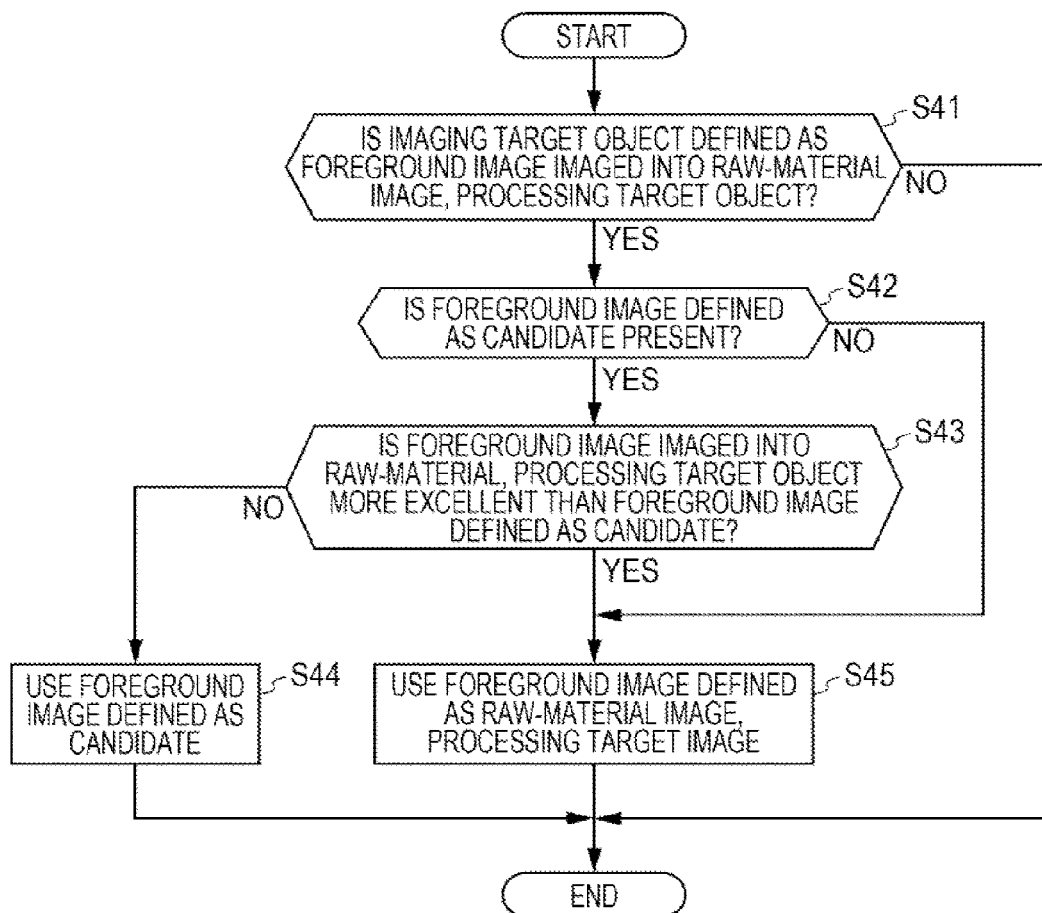 START
S41
IS IMAGING TARGET OBJECT DEFINED AS
FOREGROUND IMAGE IMAGED INTO RAW-MATERIAL
IMAGE, PROCESSING TARGET OBJECT?
NO
YES
S42
IS FOREGROUND IMAGE DEFINED
AS CANDIDATE PRESENT?
NO
YES
S43
IS FOREGROUND IMAGE IMAGED INTO
RAW-MATERIAL, PROCESSING TARGET OBJECT
MORE EXCELLENT THAN FOREGROUND IMAGE
DEFINED AS CANDIDATE?
NO
YES
S44
USE FOREGROUND
IMAGE DEFINED AS
CANDIDATE
S45
USE FOREGROUND IMAGE DEFINED
AS RAW-MATERIAL IMAGE,
PROCESSING TARGET IMAGE
END